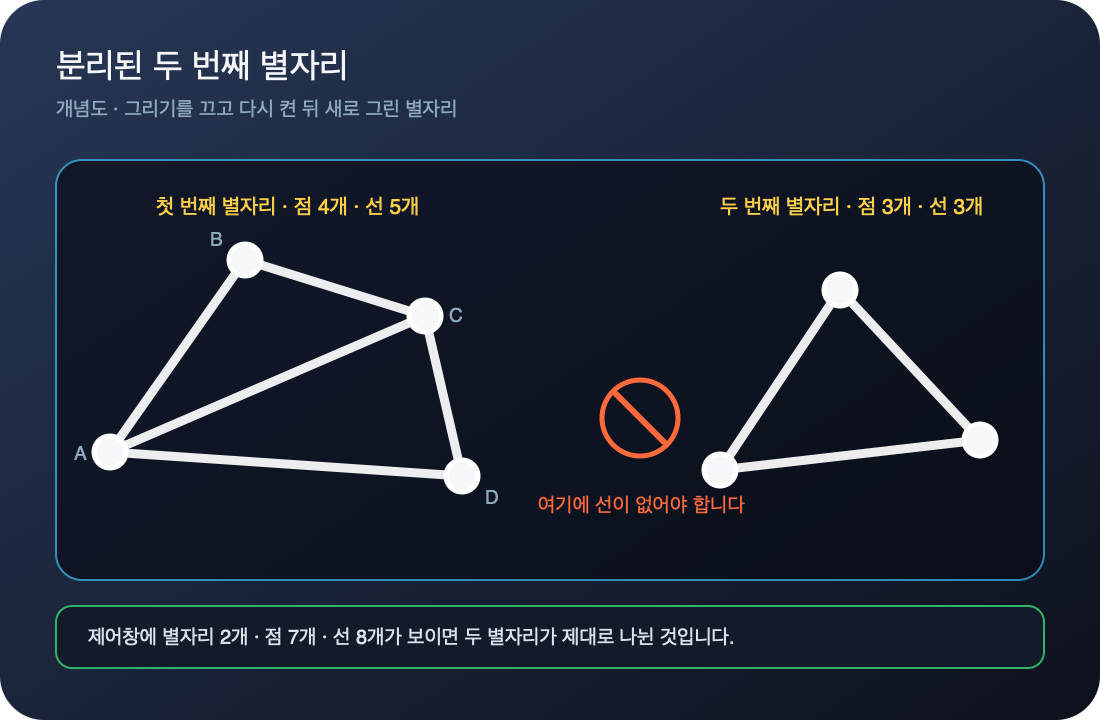 분리된 두 번째 별자리
개념도 · 그리기를 끄고 다시 켠 뒤 새로 그린 별자리
첫 번째 별자리 · 점 4개 · 선 5개
두 번째 별자리 · 점 3개 · 선 3개
B
C
A
D
여기에 선이 없어야 합니다
제어창에 별자리 2개 · 점 7개 · 선 8개가 보이면 두 별자리가 제대로 나뉜 것입니다.